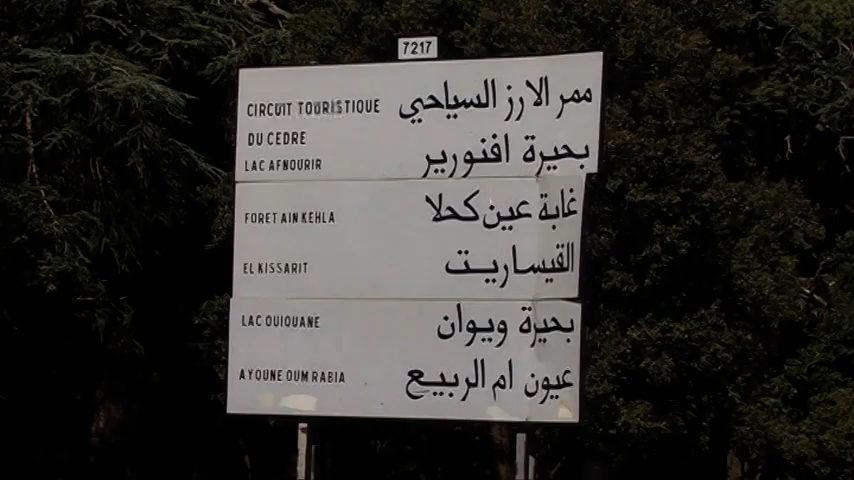 7217
CIRCUIT TOURISTIQUE ممر الارز السياحي
DU CEDRE
LAC AFNOURIR بحيرة افنورير
FORET AIN KEHLA غابة عين كحلا
EL KISSARIT القيساريت
LAC OUIOUANE بحيرة ويوان
AYOUNE OUM RABIA عيون ام الربيع